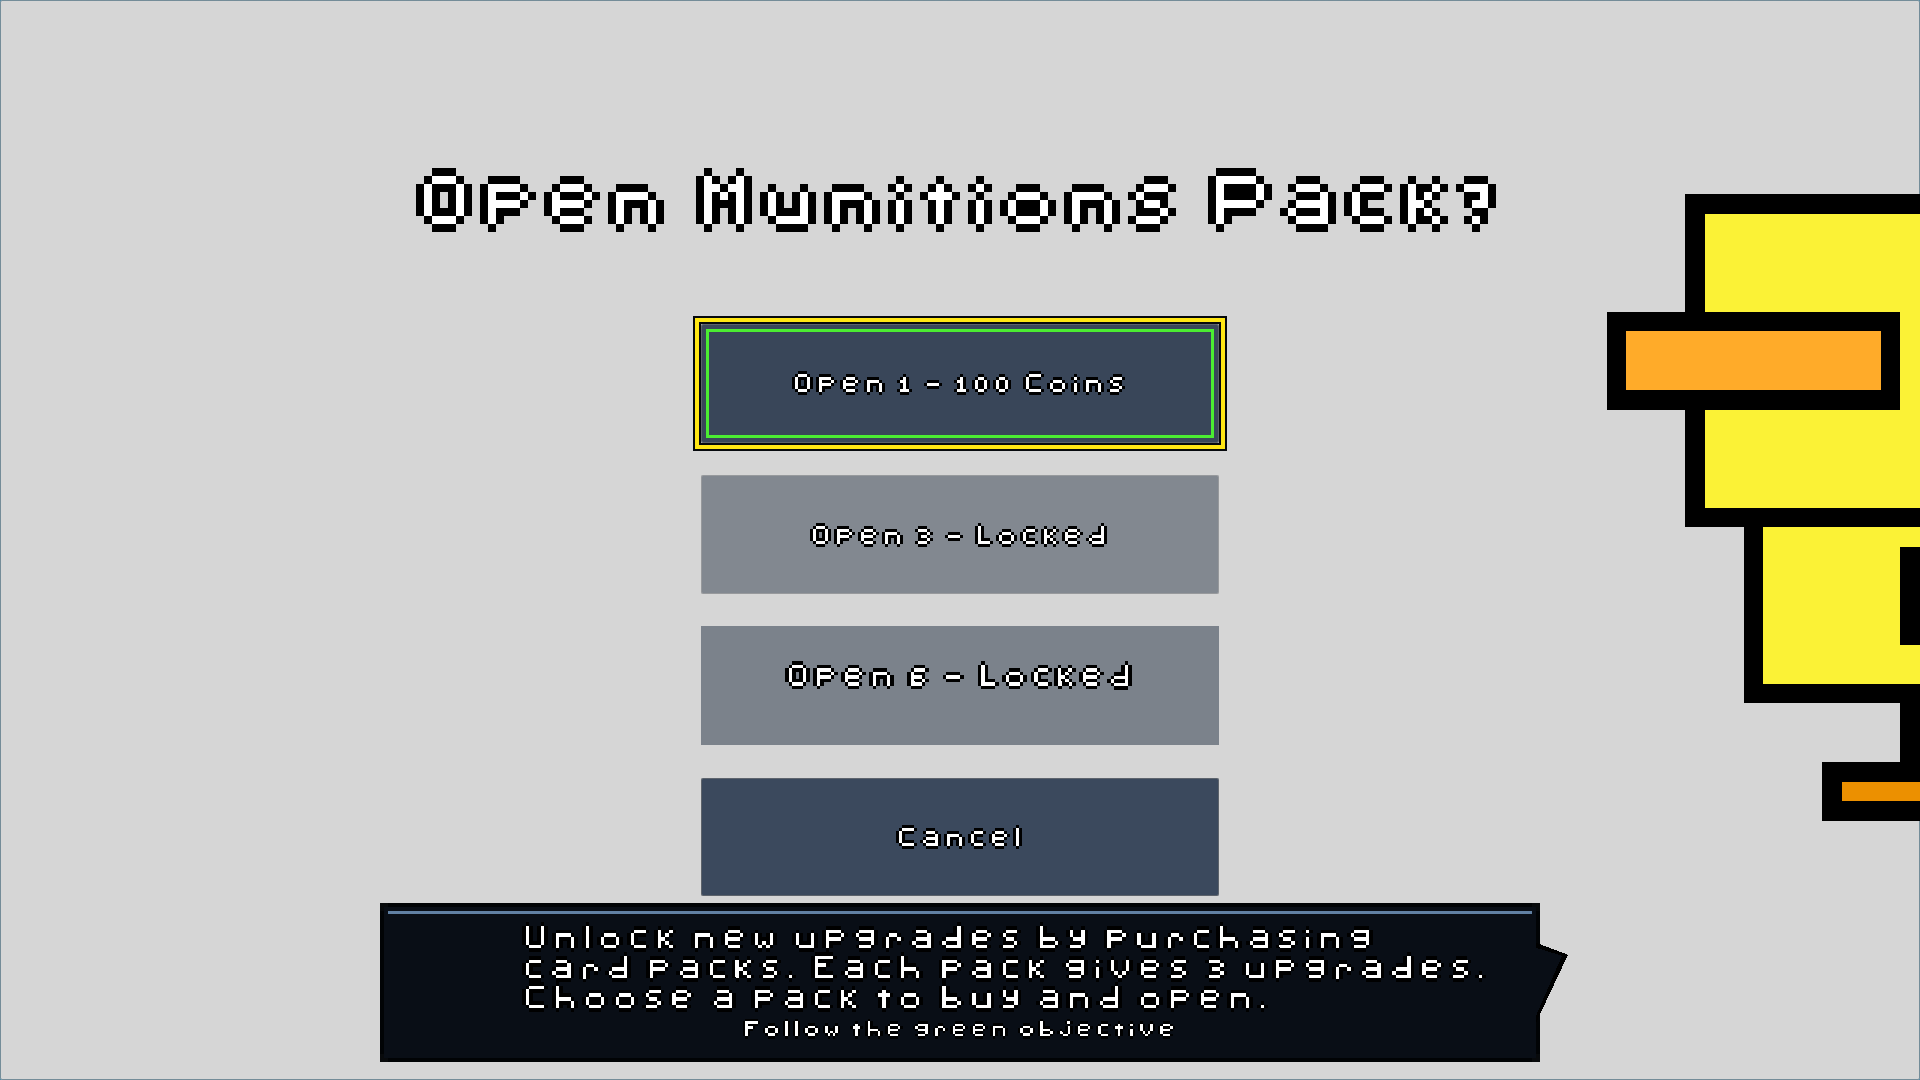 Open Munitions Pack?
Open 1 - 100 Coins
Open 3 - Locked
Open 6 - Locked
Cancel
Unlock new upgrades by purchasing
card packs. Each pack gives 3 upgrades.
Choose a pack to buy and open.
Follow the green objective